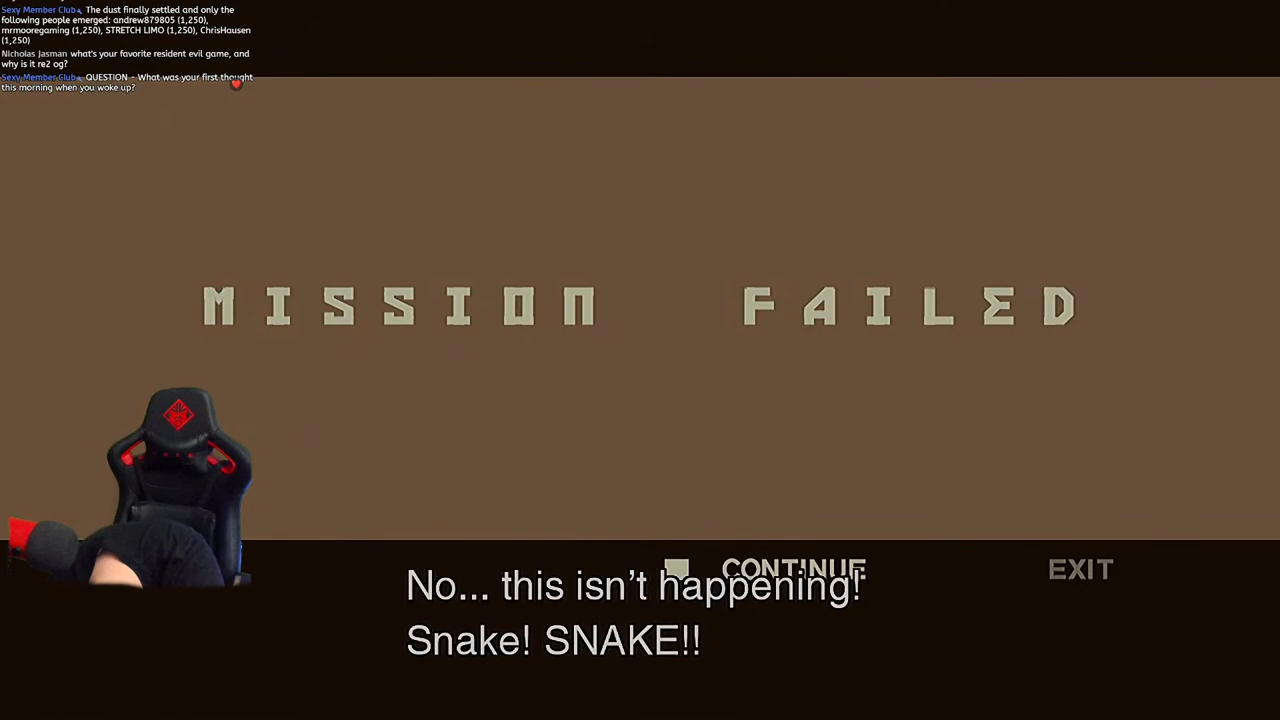 Sexy Member Club The dust finally settled and only the
following people emerged: andrew879805 (1,250),
mrmooregaming (1,250), STRETCH LIMO (1,250), ChrisHausen
(1,250)
Nicholas Jasman what's your favorite resident evil game, and
why is it re2 og?
Sexy Member Club QUESTION - What was your first thought
this morning when you woke up?
MISSION FAILED
CONTINUE EXIT
No... this isn't happening!
Snake! SNAKE!!